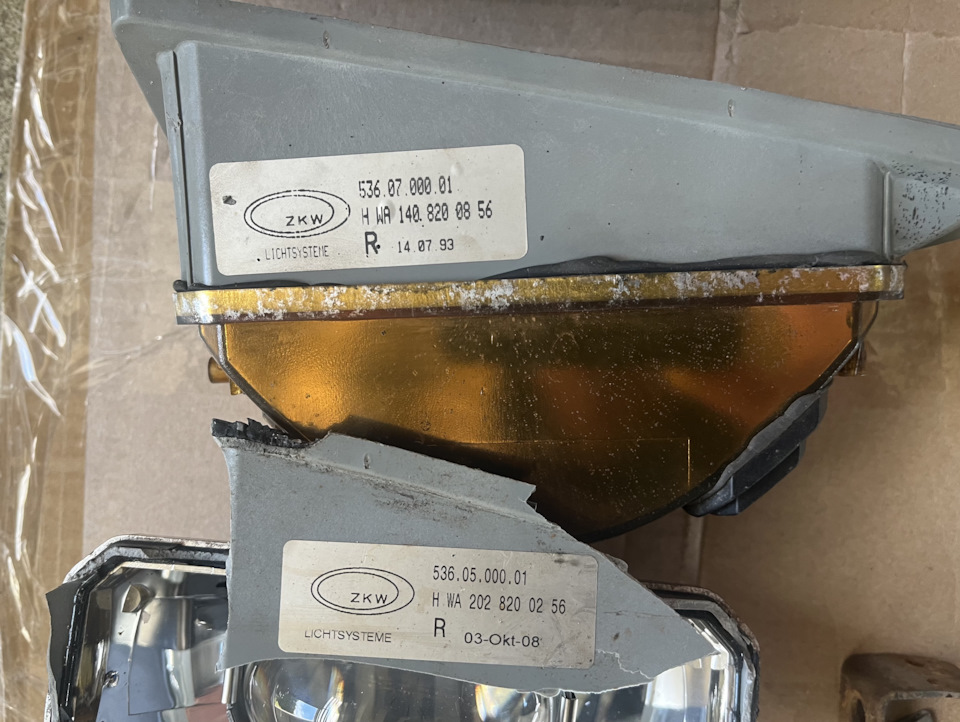 536.07.000.01
ZKW
H WA 140 820 08 56
LICHTSYSTEME
R 14.07.93
536.05.000.01
ZKW
H WA 202 820 02 56
LICHTSYSTEME
R 03-Okt-08